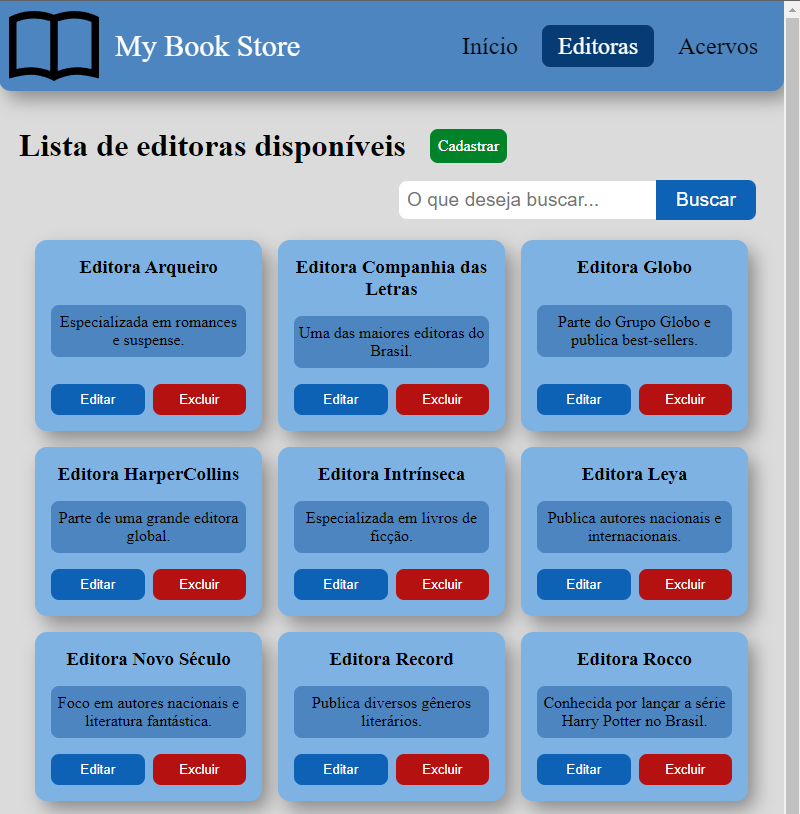 My Book Store
Início
Editoras
Acervos
Lista de editoras disponíveis
Cadastrar
O que deseja buscar...
Buscar
Editora Arqueiro
Especializada em romances
e suspense.
Editar
Excluir
Editora Companhia das
Letras
Uma das maiores editoras do
Brasil.
Editar
Excluir
Editora Globo
Parte do Grupo Globo e
publica best-sellers.
Editar
Excluir
Editora HarperCollins
Parte de uma grande editora
global.
Editar
Excluir
Editora Intrínseca
Especializada em livros de
ficção.
Editar
Excluir
Editora Leya
Publica autores nacionais e
internacionais.
Editar
Excluir
Editora Novo Século
Foco em autores nacionais e
literatura fantástica.
Editar
Excluir
Editora Record
Publica diversos gêneros
literários.
Editar
Excluir
Editora Rocco
Conhecida por lançar a série
Harry Potter no Brasil.
Editar
Excluir